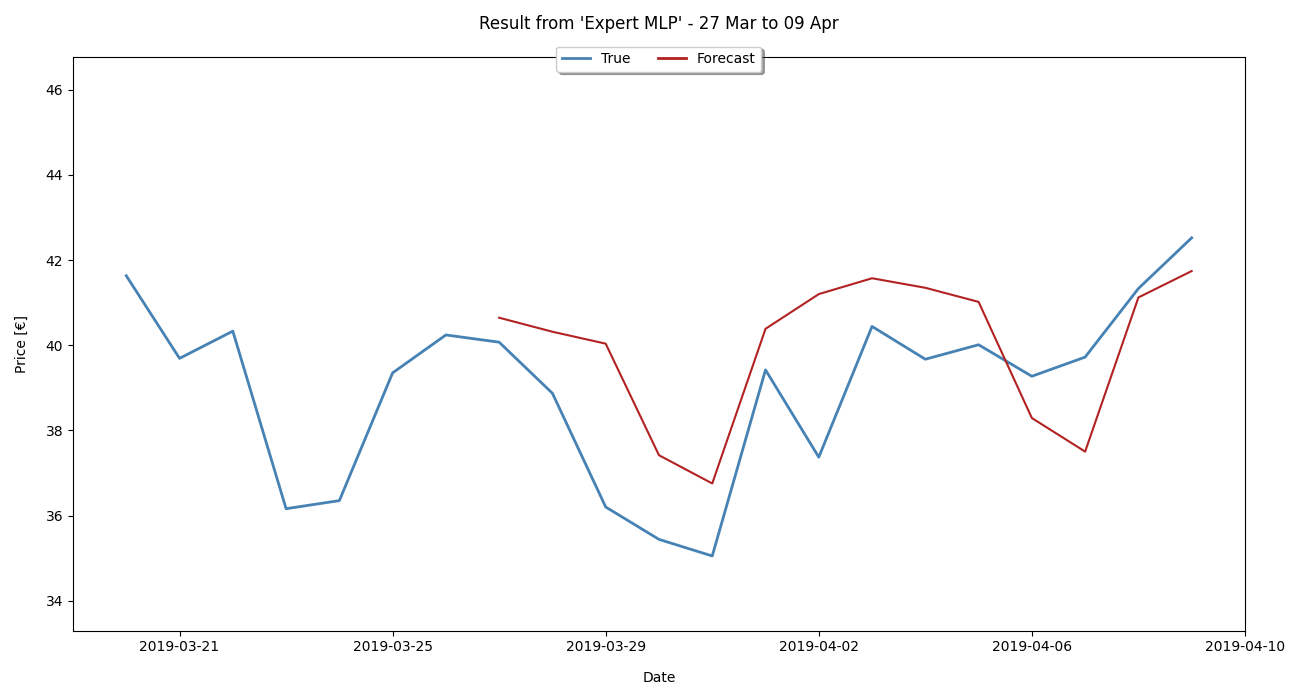 Result from 'Expert MLP' - 27 Mar to 09 Apr
True Forecast
46
44
42
40
38
36
34
Price [€]
2019-03-21 2019-03-25 2019-03-29 2019-04-02 2019-04-06 2019-04-10
Date